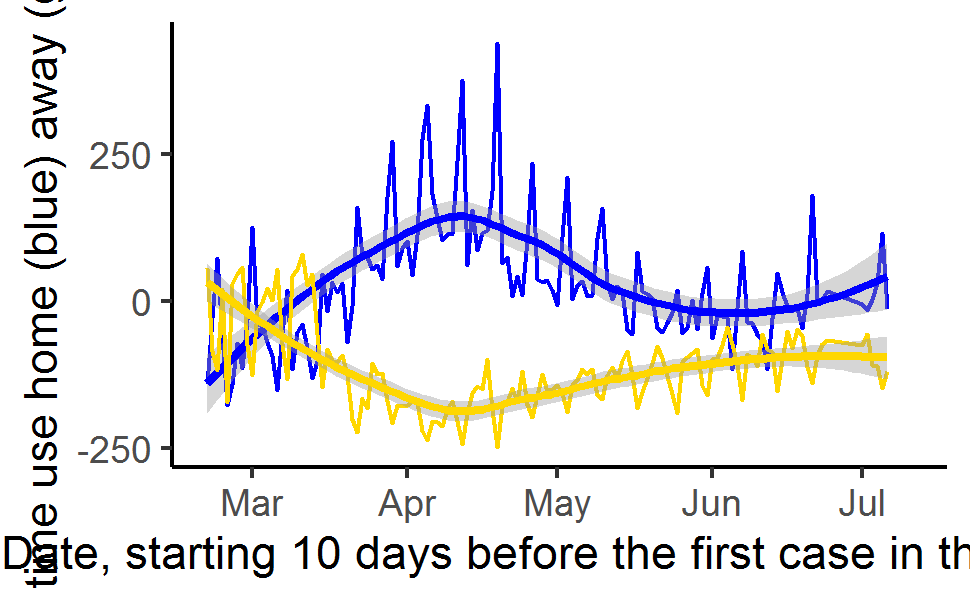 time use home (blue) away (
250
0
-250
Mar Apr May Jun Jul
Date, starting 10 days before the first case in th